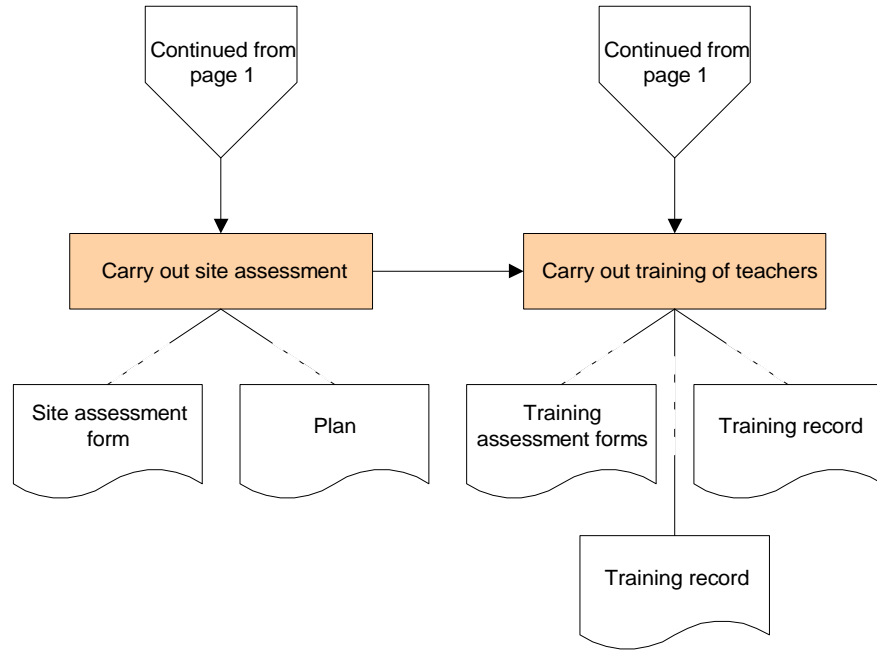 Continued from
page 1
Continued from
page 1
Carry out site assessment
Carry out training of teachers
Site assessment
form
Plan
Training
assessment forms
Training record
Training record